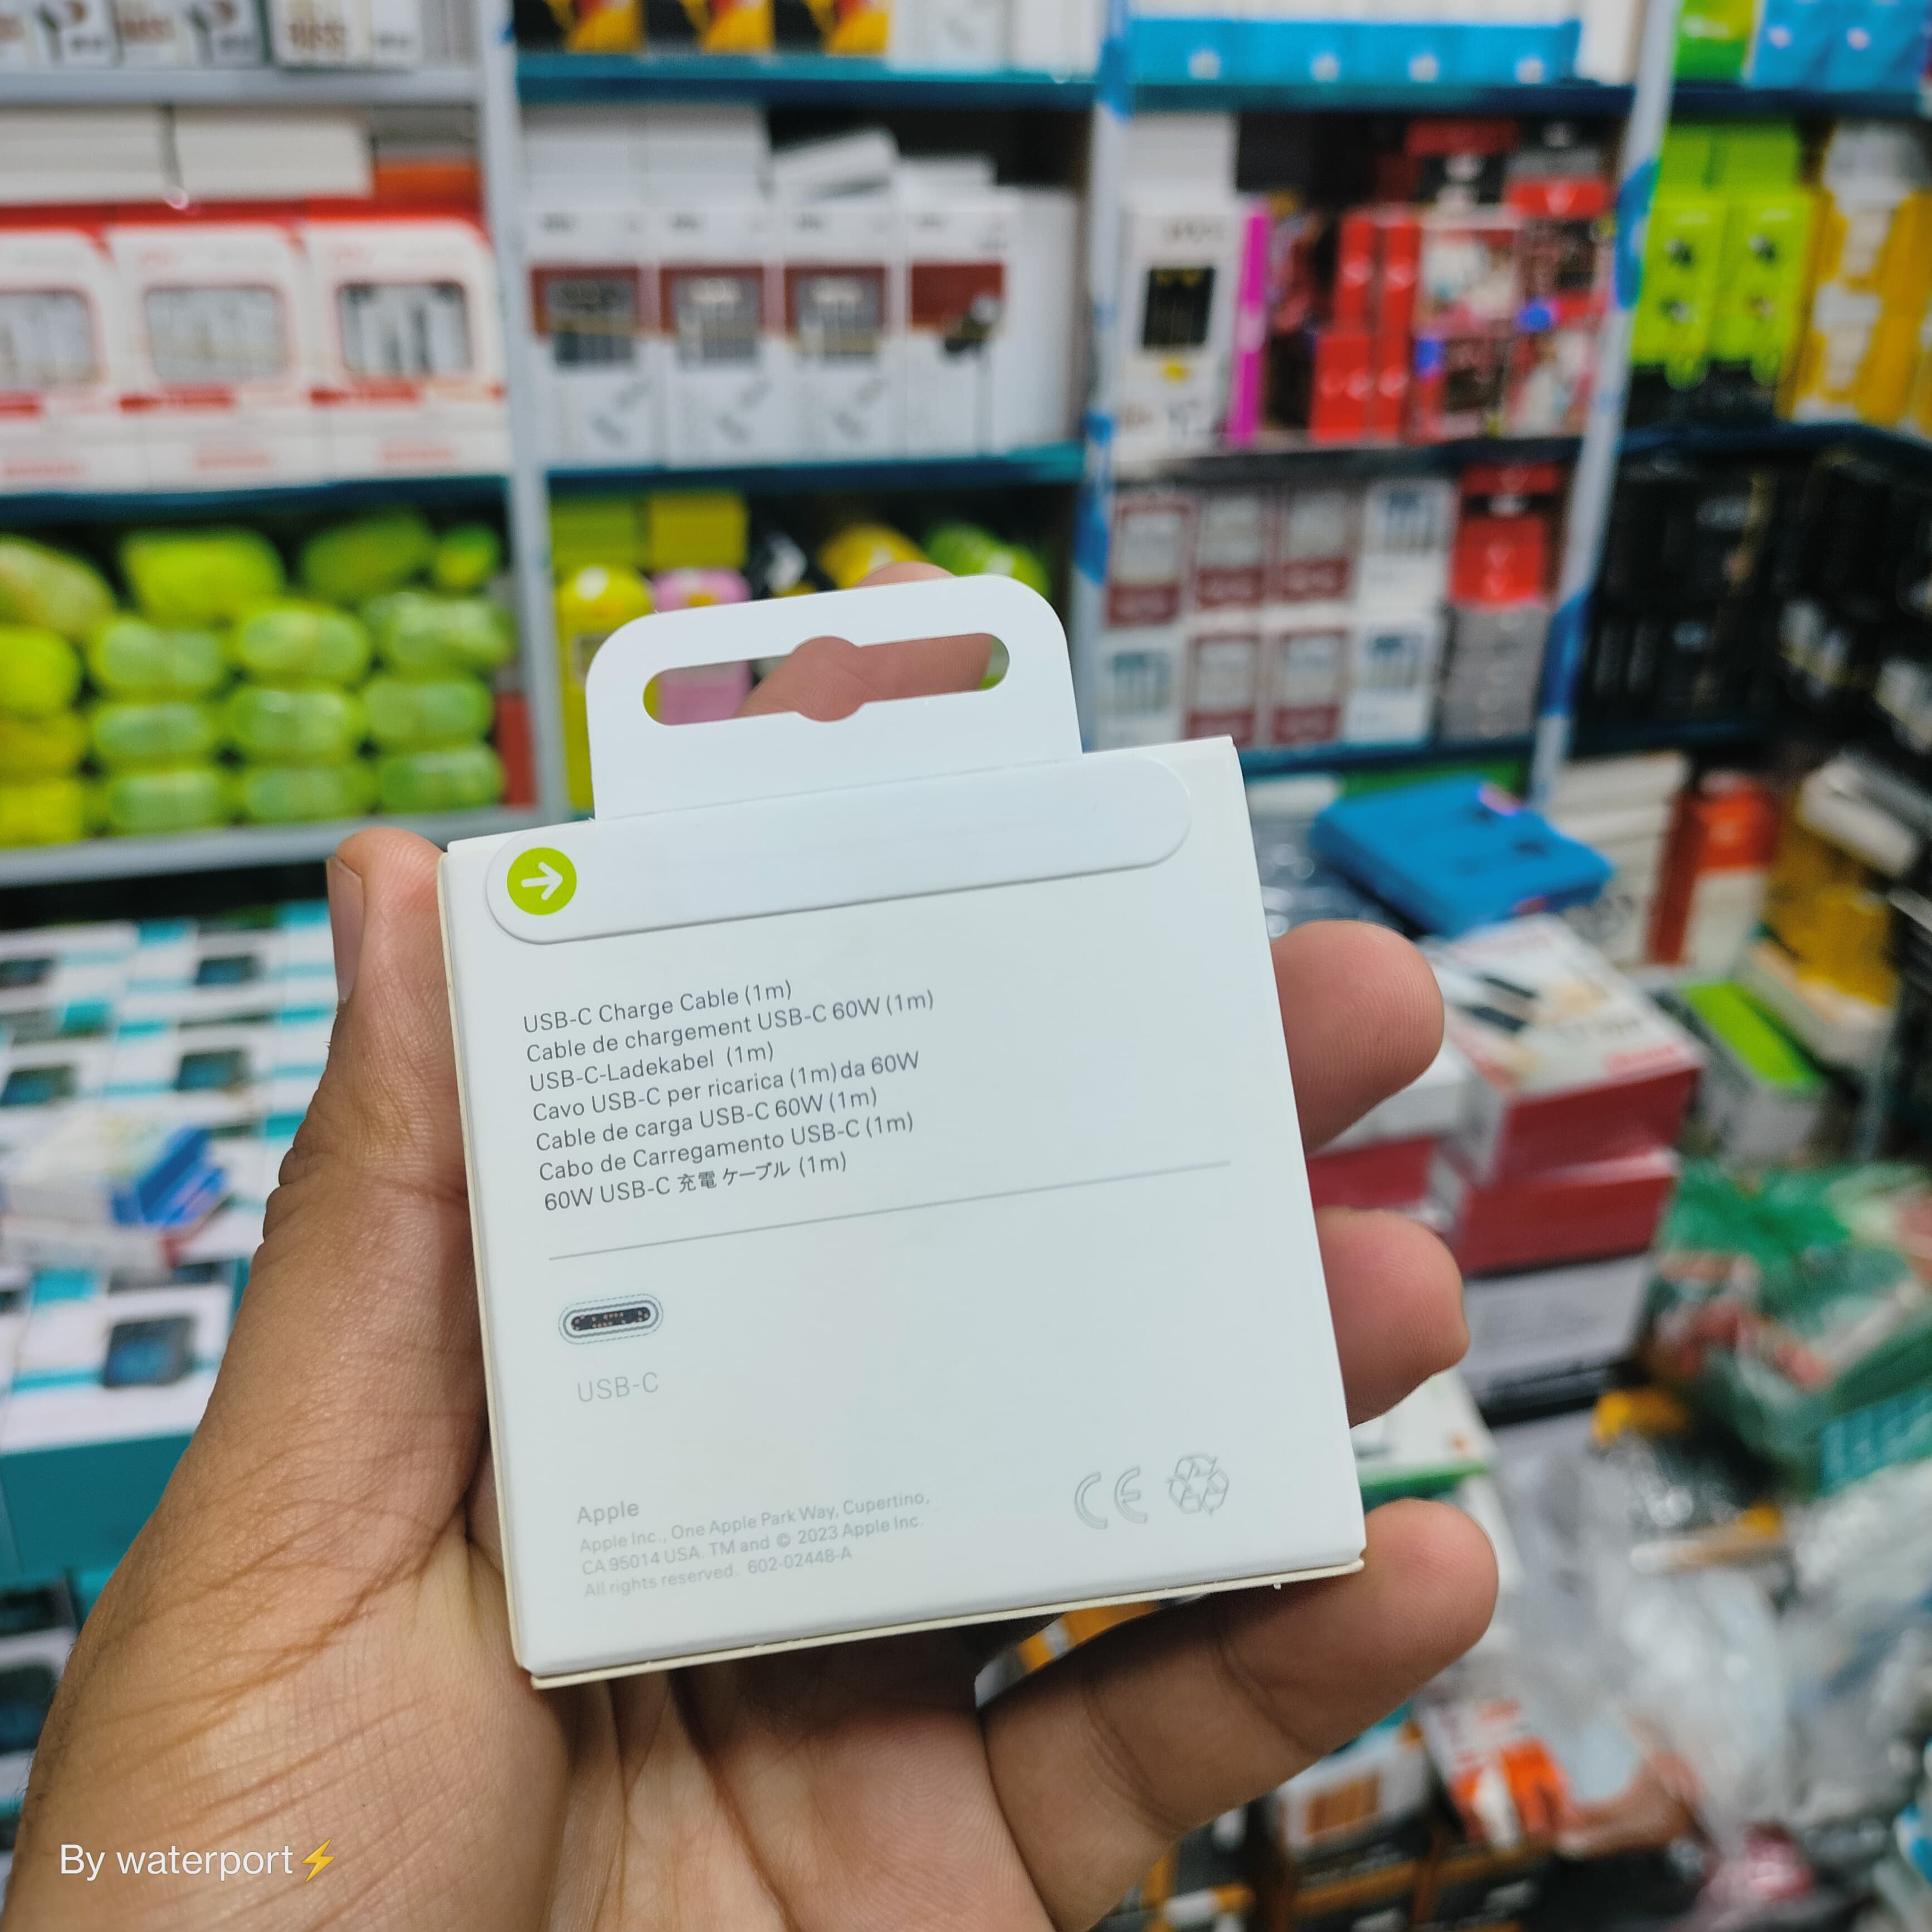 USB-C Charge Cable (1m)
Cable de chargement USB-C 60W (1m)
USB-C-Ladekabel (1m)
Cavo USB-C per ricarica (1m)da 60W
Cable de carga USB-C 60W (1m)
Cabo de Carregamento USB-C (1m)
60W USB-C 充電 ケーブル (1m)
USB-C
Apple
Apple Inc., One Apple Park Way, Cupertino,
CA 95014 USA. TM and © 2023 Apple Inc.
All rights reserved. 602-02448-A
CE
By waterport⚡